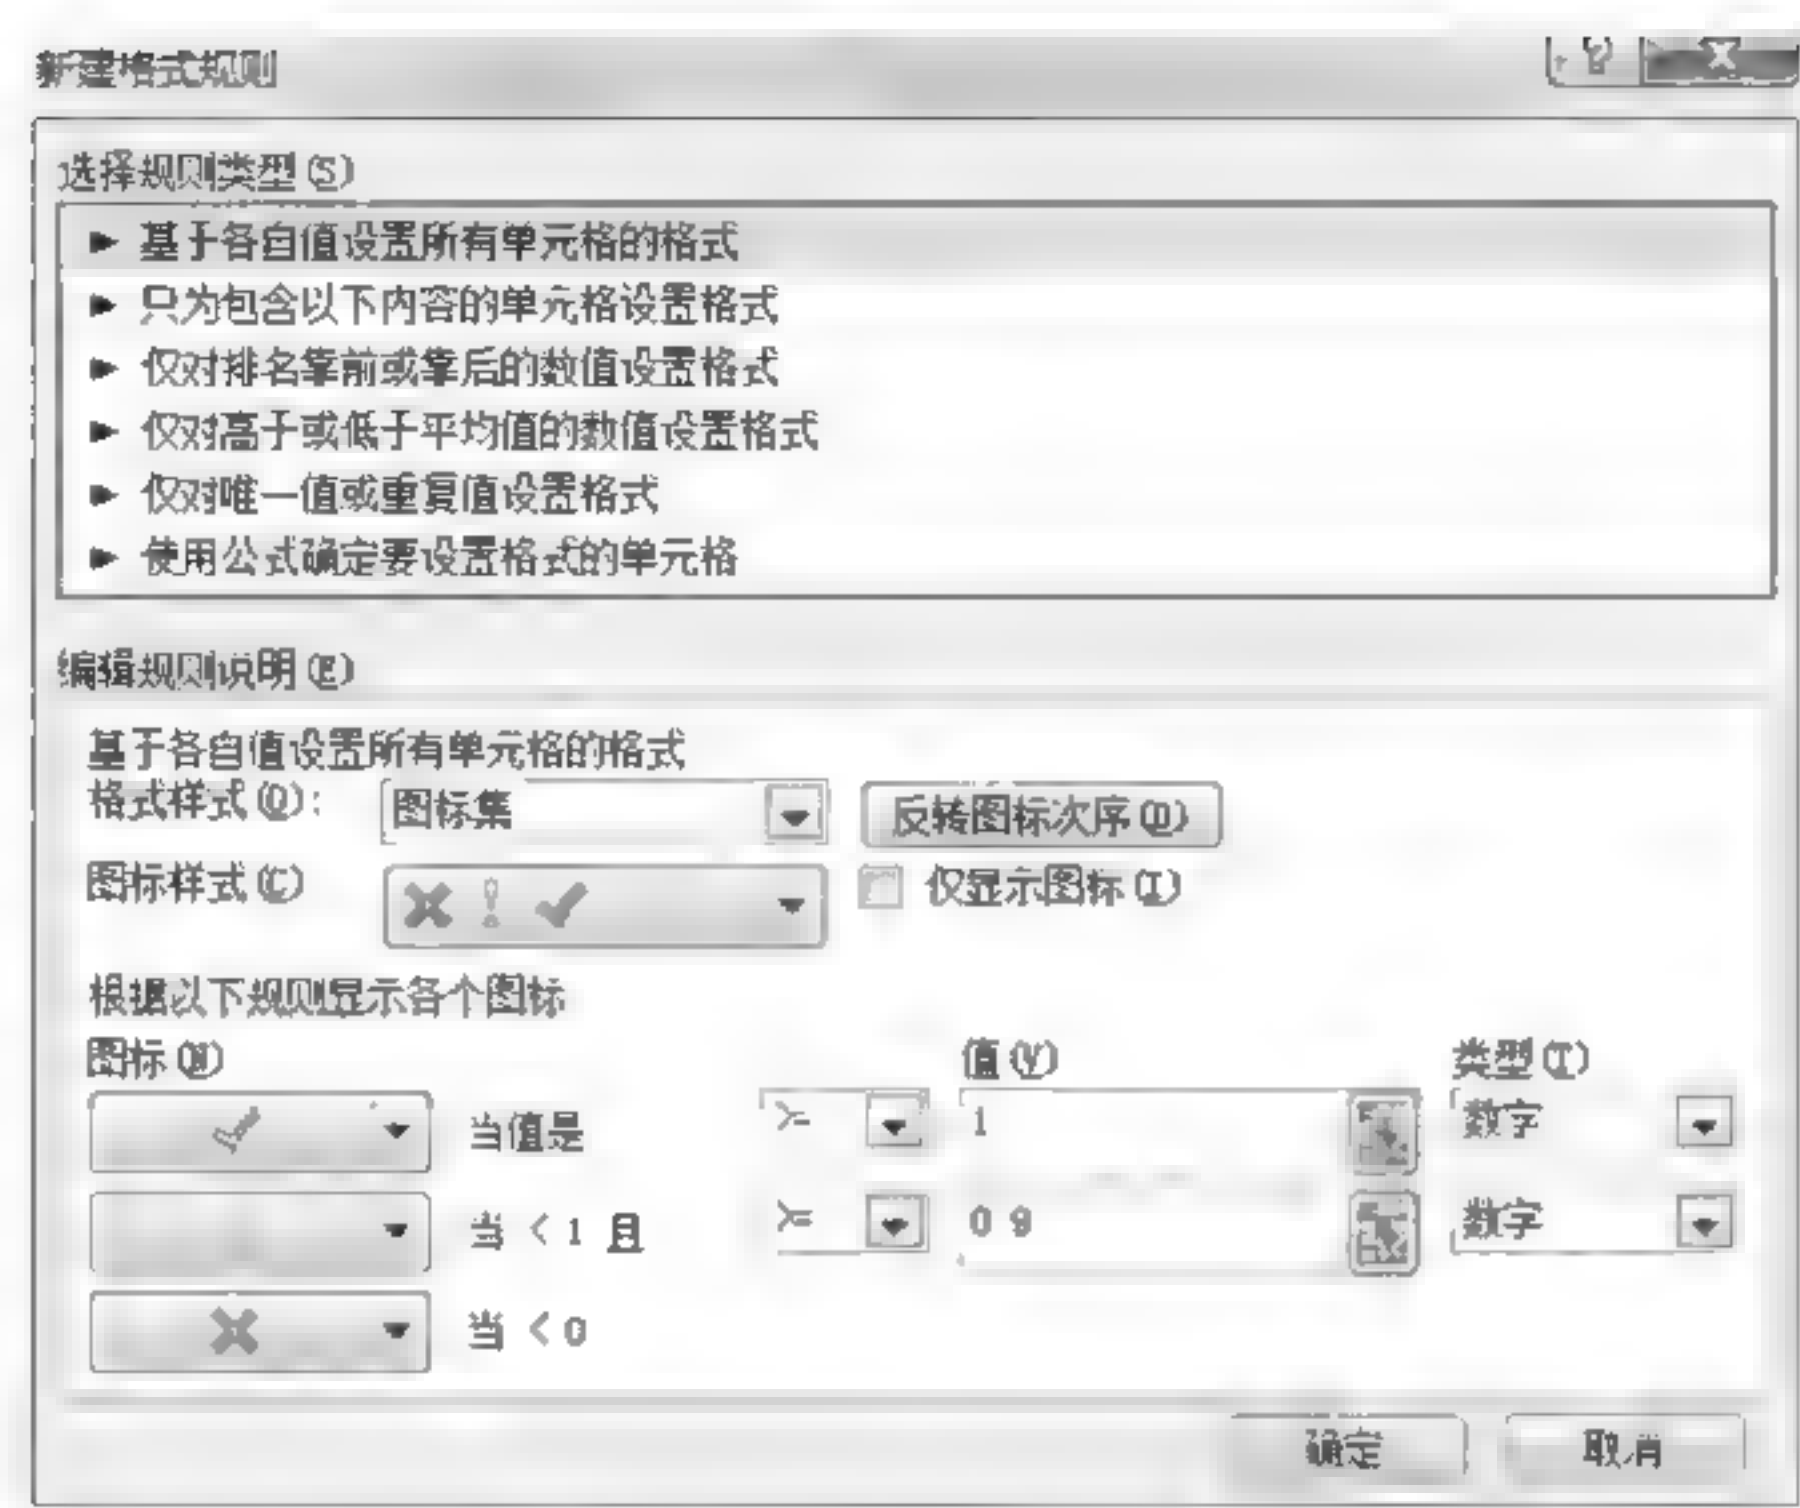 新建格式规则
选择规则类型(S)
► 基于各自值设置所有单元格的格式
► 只为包含以下内容的单元格设置格式
► 仅对排名靠前或靠后的数值设置格式
► 仅对高于或低于平均值的数值设置格式
► 仅对唯一值或重复值设置格式
► 使用公式确定要设置格式的单元格
编辑规则说明(E)
基于各自值设置所有单元格的格式
格式样式(O): 图标集 反转图标次序(D)
图标样式(C) 仅显示图标(I)
根据以下规则显示各个图标
图标(N) 值(V) 类型(T)
当值是 >= 1 数字
当 < 1 且 >= 0 9 数字
当 < 0
确定 取消